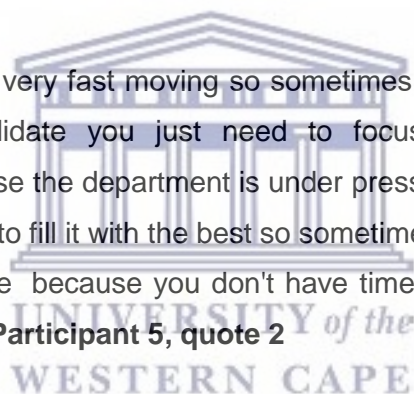 very fast moving so sometimes
lidate you just need to focus
se the department is under press
to fill it with the best so sometime
e because you don't have time
UNIVERSITY of the
Participant 5, quote 2
WESTERN CAPE